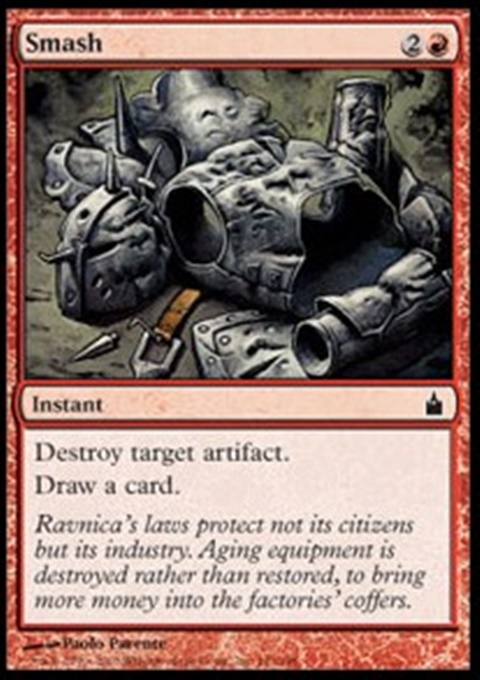 Smash 2
Instant
Destroy target artifact.
Draw a card.
Ravnica's laws protect not its citizens
but its industry. Aging equipment is
destroyed rather than restored, to bring
more money into the factories' coffers.
Paolo Parente